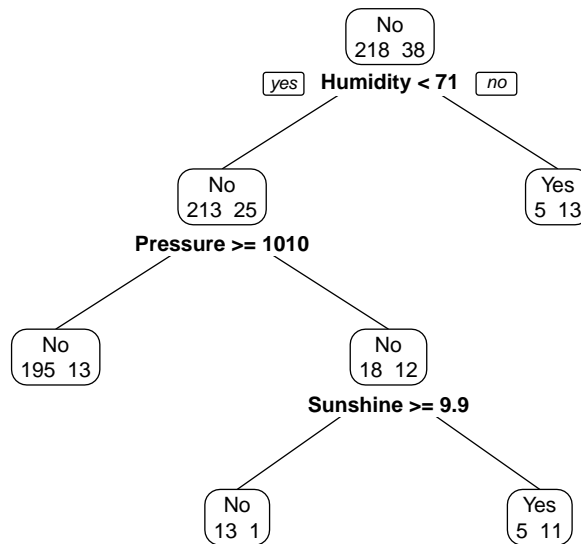 No
218 38
yes Humidity < 71 no
No
213 25
Yes
5 13
Pressure >= 1010
No
195 13
No
18 12
Sunshine >= 9.9
No
13 1
Yes
5 11